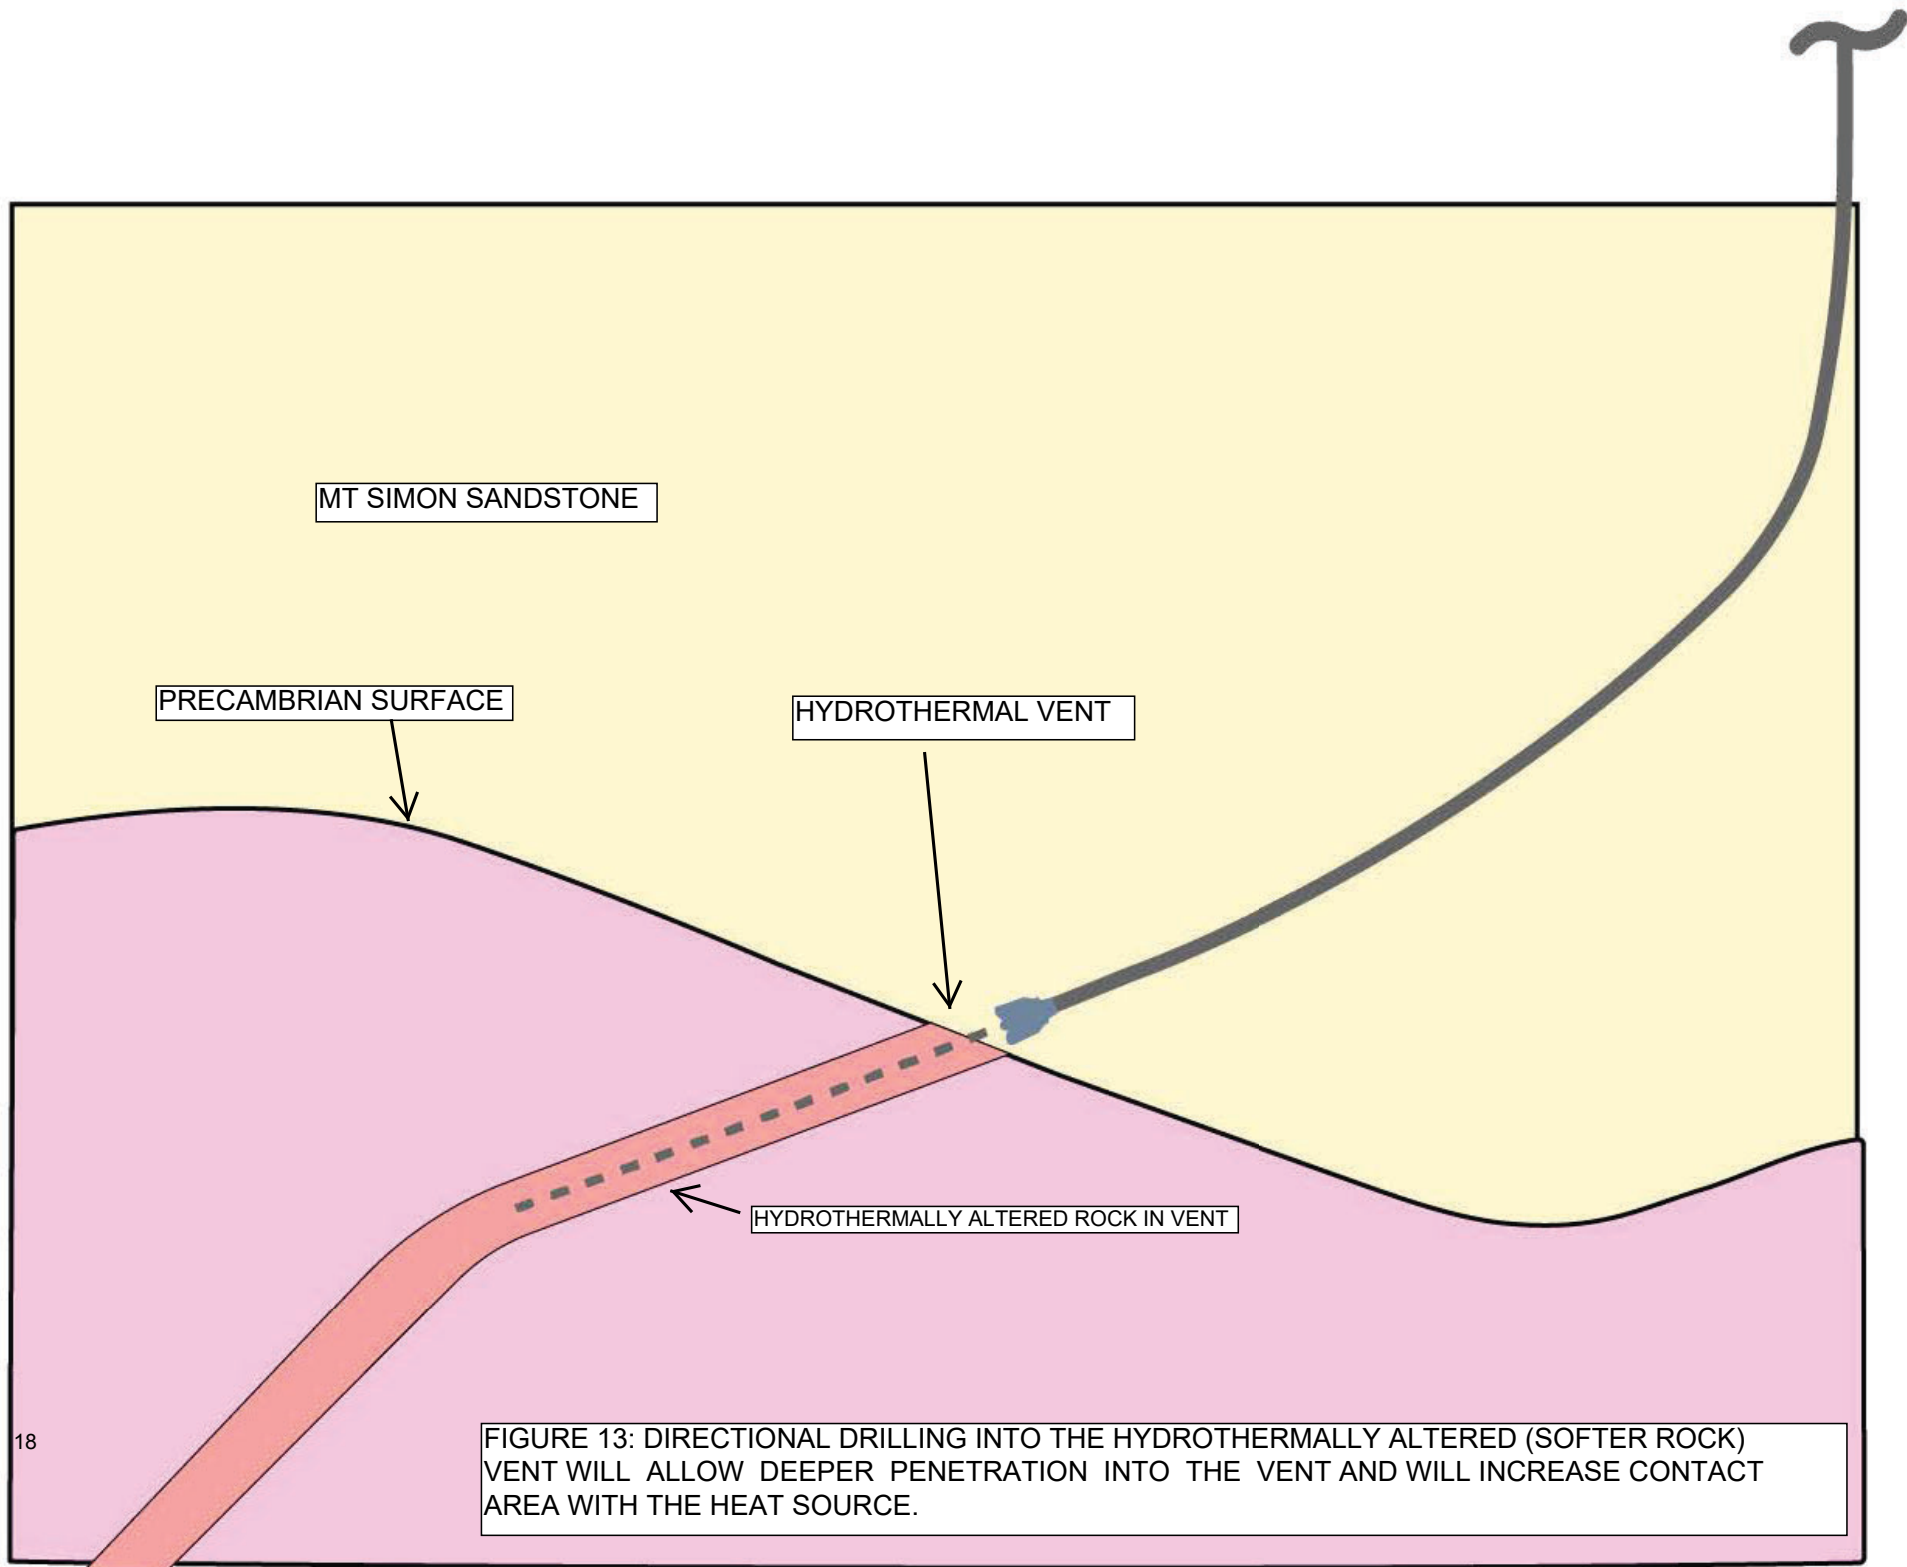 MT SIMON SANDSTONE
PRECAMBRIAN SURFACE
HYDROTHERMAL VENT
HYDROTHERMALLY ALTERED ROCK IN VENT
18
FIGURE 13: DIRECTIONAL DRILLING INTO THE HYDROTHERMALLY ALTERED (SOFTER ROCK)
VENT WILL ALLOW DEEPER PENETRATION INTO THE VENT AND WILL INCREASE CONTACT
AREA WITH THE HEAT SOURCE.